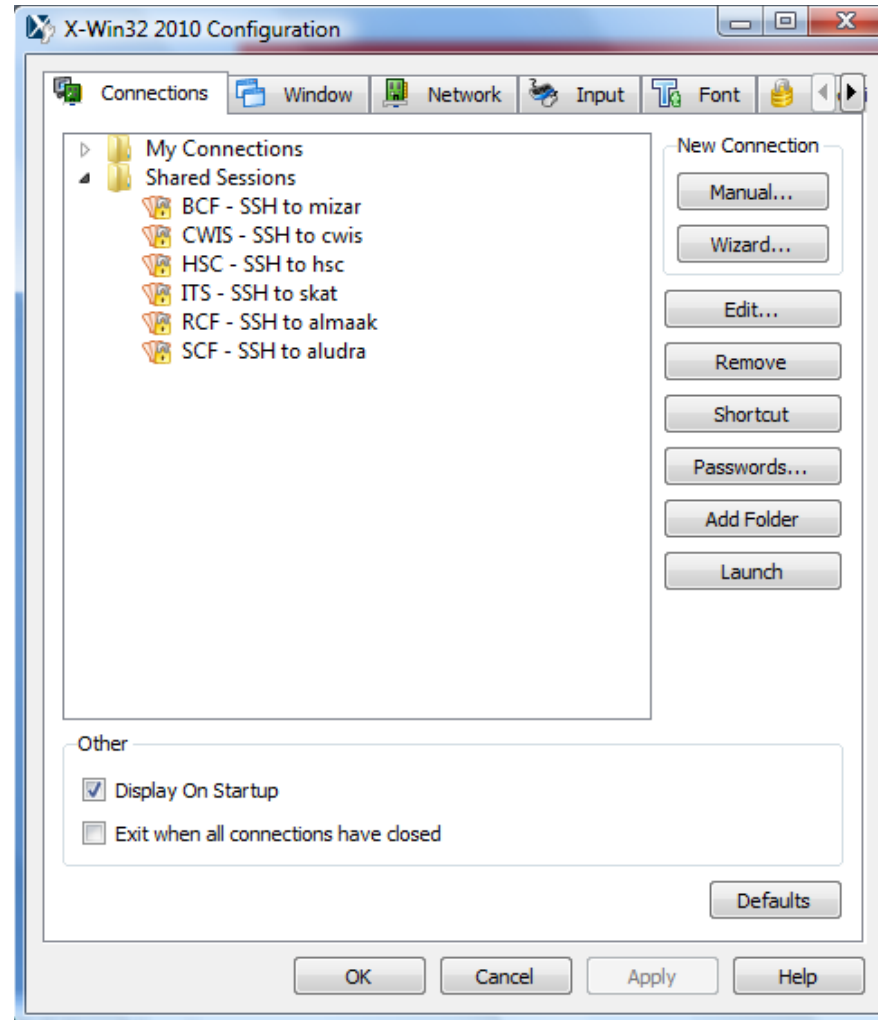 X-Win32 2010 Configuration
Connections Window Network Input Font
My Connections
Shared Sessions
BCF - SSH to mizar
CWIS - SSH to cwis
HSC - SSH to hsc
ITS - SSH to skat
RCF - SSH to almaak
SCF - SSH to aludra
New Connection
Manual...
Wizard...
Edit...
Remove
Shortcut
Passwords...
Add Folder
Launch
Other
Display On Startup
Exit when all connections have closed
Defaults
OK Cancel Apply Help